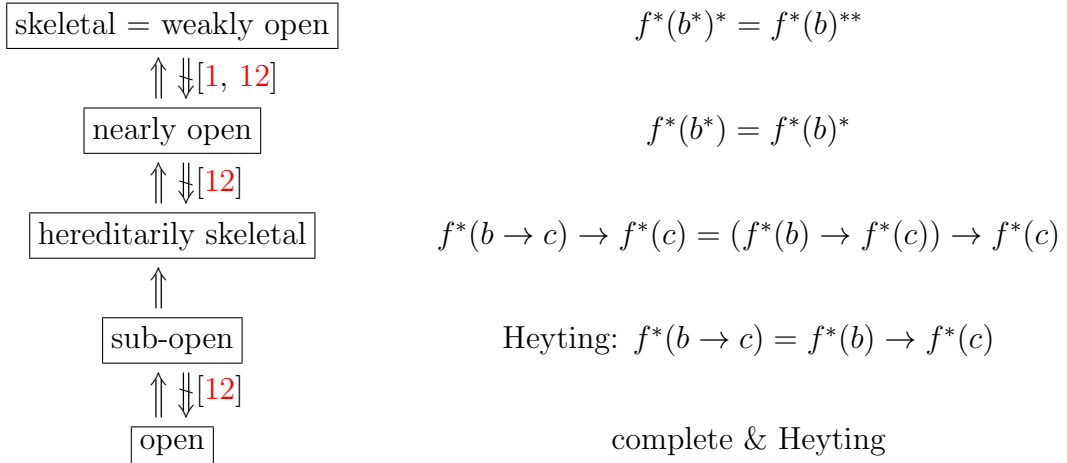 skeletal = weakly open f*(b*)* = f*(b)**
⇑ ⇓̸ [1, 12]
nearly open f*(b*) = f*(b)*
⇑ ⇓̸ [12]
hereditarily skeletal f*(b → c) → f*(c) = (f*(b) → f*(c)) → f*(c)
⇑
sub-open Heyting: f*(b → c) = f*(b) → f*(c)
⇑ ⇓̸ [12]
open complete & Heyting